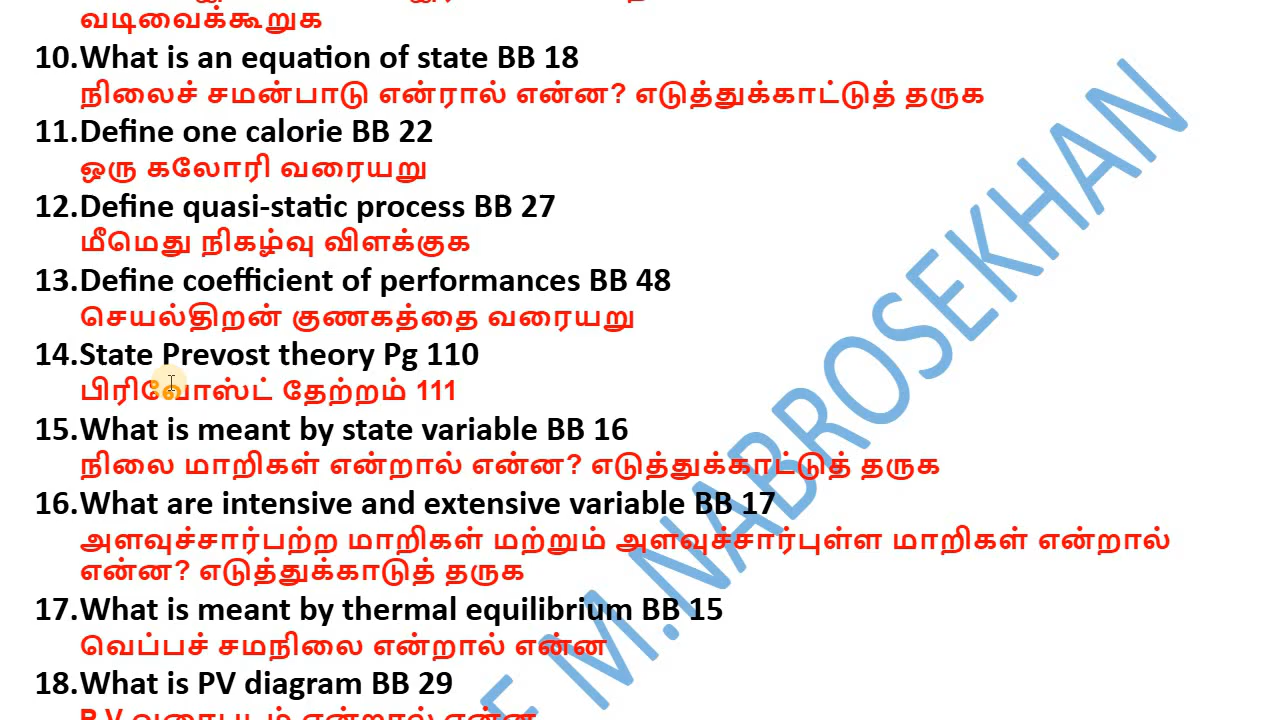 வடிவைக்கூறுக
10.What is an equation of state BB 18
நிலைச் சமன்பாடு என்ரால் என்ன? எடுத்துக்காட்டுத் தருக
11.Define one calorie BB 22
ஒரு கலோரி வரையறு
12.Define quasi-static process BB 27
மீமெது நிகழ்வு விளக்குக
13.Define coefficient of performances BB 48
செயல்திறன் குணகத்தை வரையறு
14.State Prevost theory Pg 110
பிரிவோஸ்ட் தேற்றம் 111
15.What is meant by state variable BB 16
நிலை மாறிகள் என்றால் என்ன? எடுத்துக்காட்டுத் தருக
16.What are intensive and extensive variable BB 17
அளவுச்சார்பற்ற மாறிகள் மற்றும் அளவுச்சார்புள்ள மாறிகள் என்றால்
என்ன? எடுத்துக்காடுத் தருக
17.What is meant by thermal equilibrium BB 15
வெப்பச் சமநிலை என்றால் என்ன
18.What is PV diagram BB 29
P V வரைபடம் என்றால் என்ன
M.NABROSEKHAN